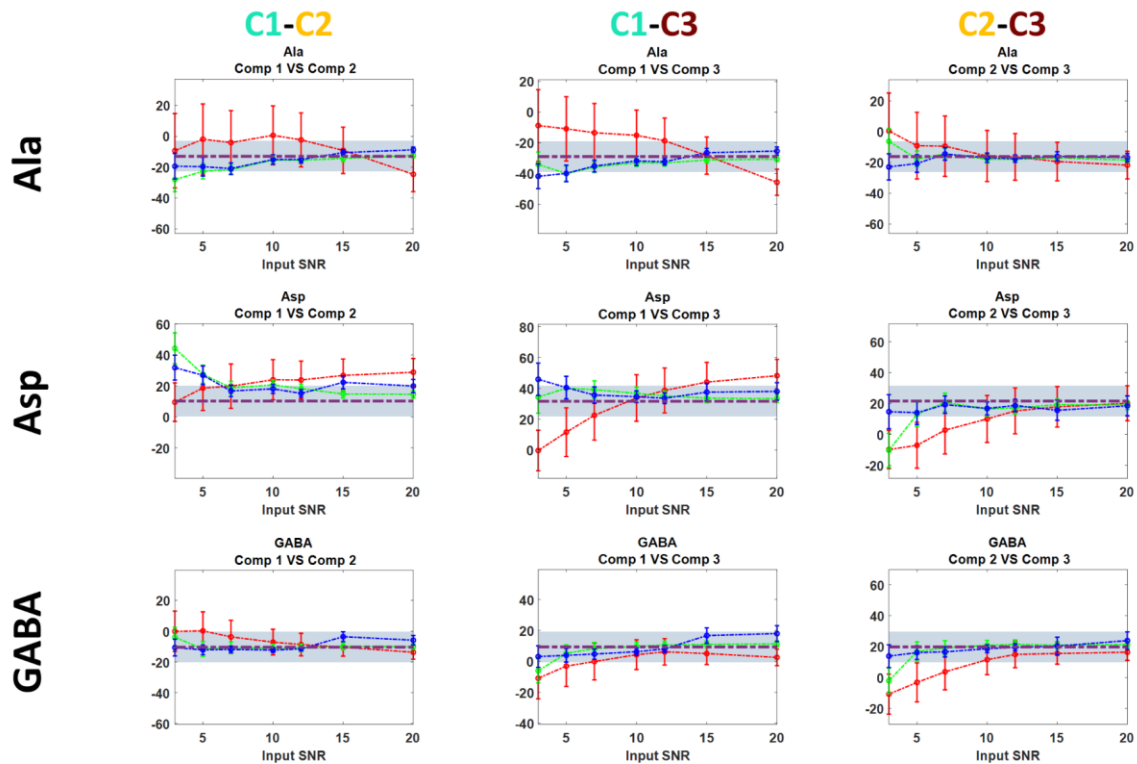 C1-C2
C1-C3
C2-C3
Ala
Ala
Comp 1 VS Comp 2
20
0
-20
-40
-60
5
10
15
20
Input SNR
Ala
Comp 1 VS Comp 3
20
0
-20
-40
-60
5
10
15
20
Input SNR
Ala
Comp 2 VS Comp 3
20
0
-20
-40
-60
5
10
15
20
Input SNR
Asp
Asp
Comp 1 VS Comp 2
60
40
20
0
-20
5
10
15
20
Input SNR
Asp
Comp 1 VS Comp 3
80
60
40
20
0
5
10
15
20
Input SNR
Asp
Comp 2 VS Comp 3
60
40
20
0
-20
5
10
15
20
Input SNR
GABA
GABA
Comp 1 VS Comp 2
20
0
-20
-40
-60
5
10
15
20
Input SNR
GABA
Comp 1 VS Comp 3
40
20
0
-20
-40
5
10
15
20
Input SNR
GABA
Comp 2 VS Comp 3
60
40
20
0
-20
5
10
15
20
Input SNR